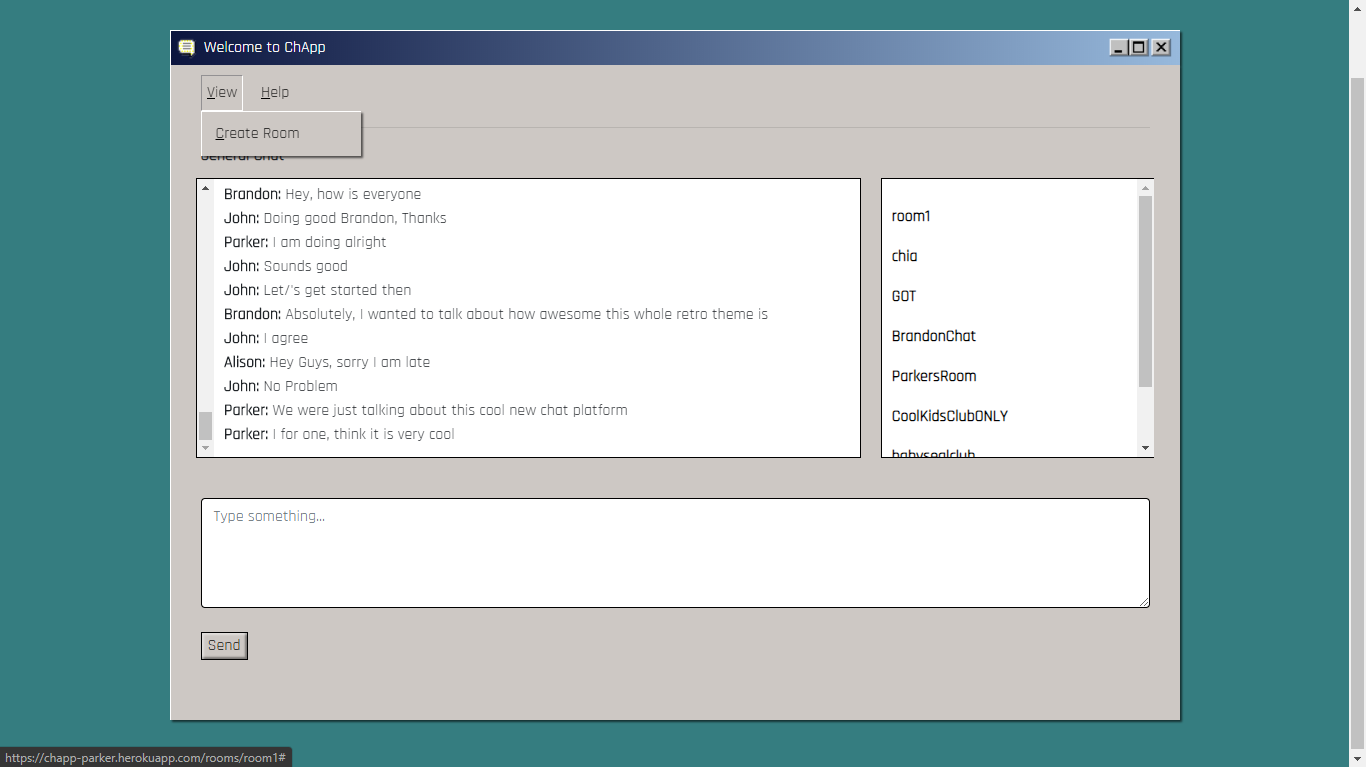 Welcome to ChApp
View Help
Create Room
General Chat
Brandon: Hey, how is everyone
John: Doing good Brandon, Thanks
Parker: I am doing alright
John: Sounds good
John: Let/'s get started then
Brandon: Absolutely, I wanted to talk about how awesome this whole retro theme is
John: I agree
Alison: Hey Guys, sorry I am late
John: No Problem
Parker: We were just talking about this cool new chat platform
Parker: I for one, think it is very cool
room1
chia
GOT
BrandonChat
ParkersRoom
CoolKidsClubONLY
babysealclub
Type something...
Send
https://chapp-parker.herokuapp.com/rooms/room1#